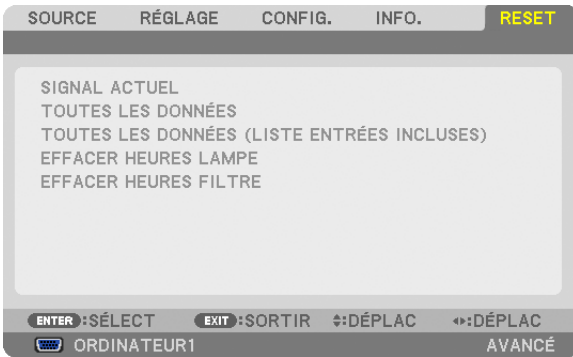 SOURCE RÉGLAGE CONFIG. INFO. RESET
SIGNAL ACTUEL
TOUTES LES DONNÉES
TOUTES LES DONNÉES (LISTE ENTRÉES INCLUSES)
EFFACER HEURES LAMPE
EFFACER HEURES FILTRE
ENTER :SÉLECT EXIT :SORTIR :DÉPLAC :DÉPLAC
ORDINATEUR1 AVANCÉ